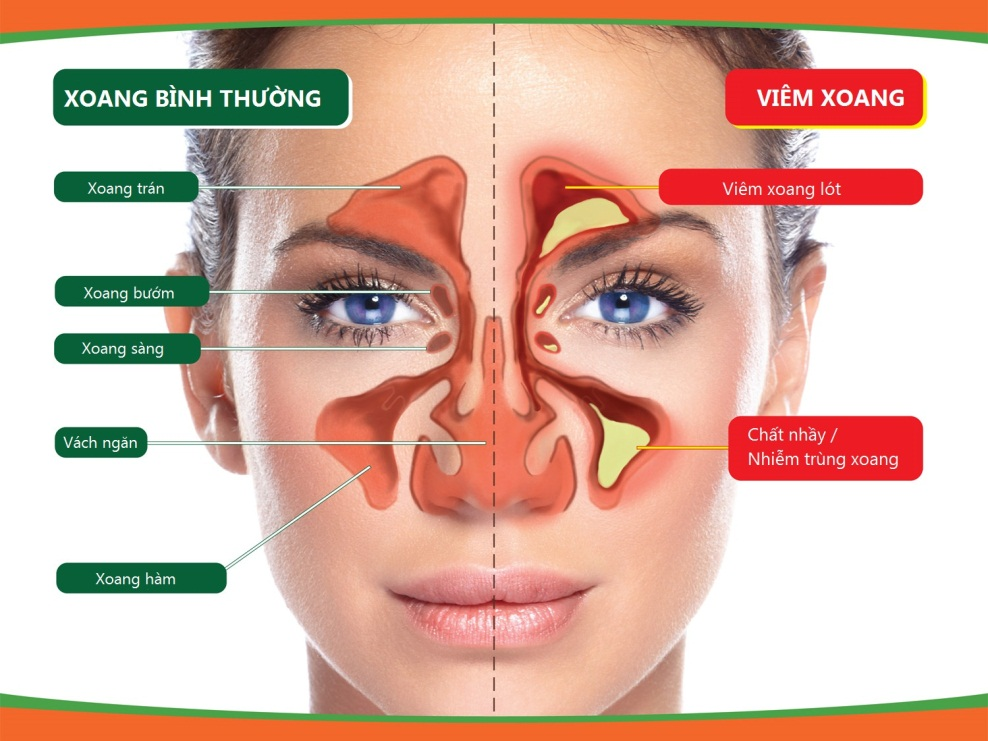 XOANG BÌNH THƯỜNG
VIÊM XOANG
Xoang trán
Viêm xoang lót
Xoang bướm
Xoang sàng
Vách ngăn
Chất nhầy /
Nhiễm trùng xoang
Xoang hàm